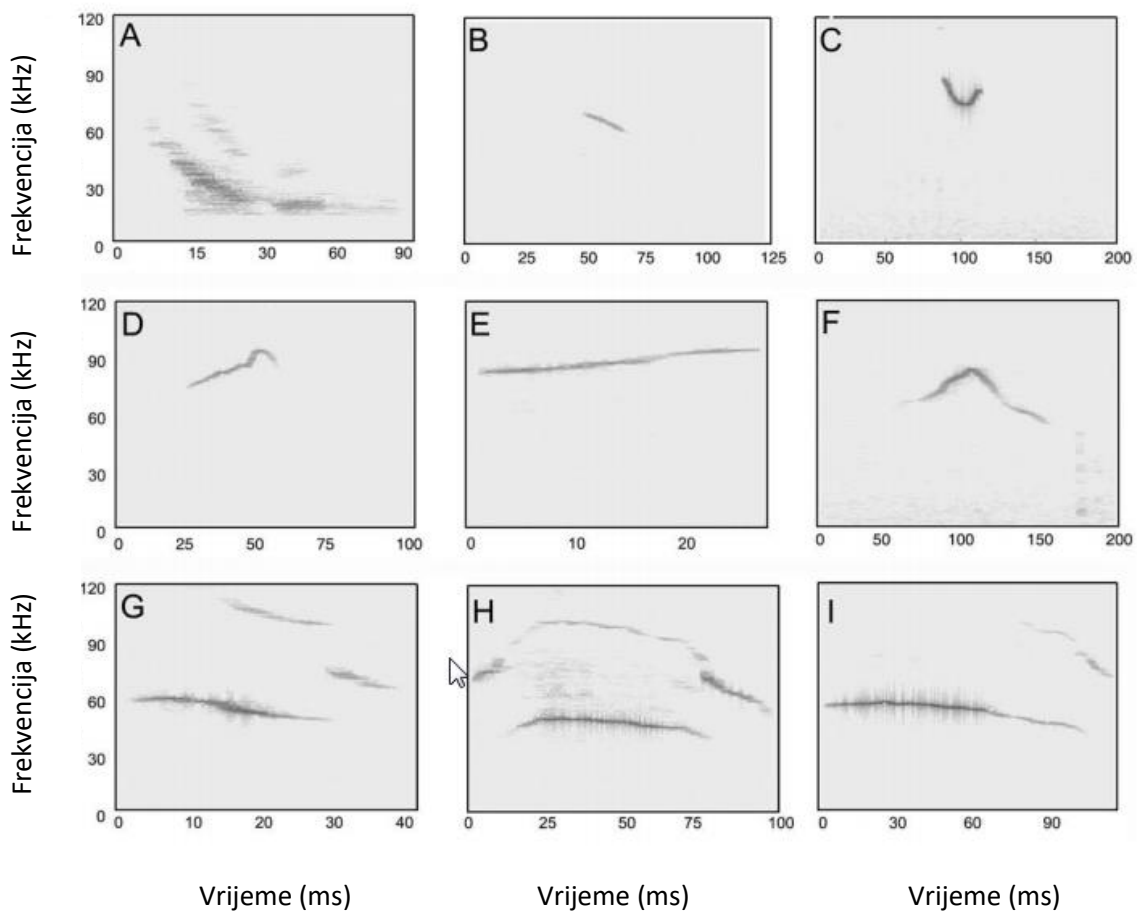 A
B
C
Frekvencija (kHz)
120
90
60
30
0
0 15 30 60 90
0 25 50 75 100 125
0 50 100 150 200
D
E
F
Frekvencija (kHz)
120
90
60
30
0
0 25 50 75 100
0 10 20
0 50 100 150 200
G
H
I
Frekvencija (kHz)
120
90
60
30
0
0 10 20 30 40
0 25 50 75 100
0 30 60 90
Vrijeme (ms)
Vrijeme (ms)
Vrijeme (ms)